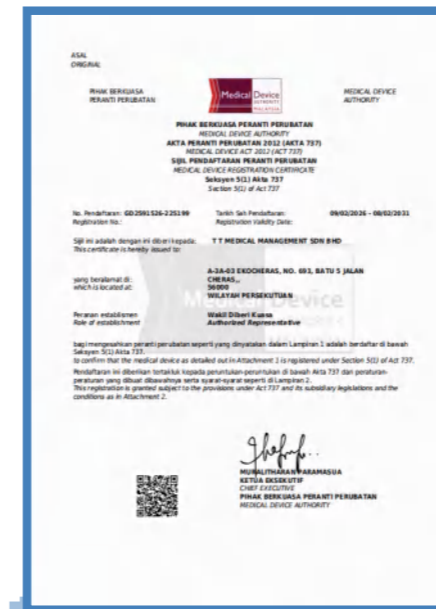 ASAL
ORIGINAL
PIHAK BERKUASA
PERANTI PERUBATAN
Medical Device
AUTHORITY
MALAYSIA
MEDICAL DEVICE
AUTHORITY
PIHAK BERKUASA PERANTI PERUBATAN
MEDICAL DEVICE AUTHORITY
AKTA PERANTI PERUBATAN 2012 (AKTA 737)
MEDICAL DEVICE ACT 2012 (ACT 737)
SIJIL PENDAFTARAN PERANTI PERUBATAN
MEDICAL DEVICE REGISTRATION CERTIFICATE
Seksyen 5(1) Akta 737
Section 5(1) of Act 737
No. Pendaftaran: GD2591526-225199 Tarikh Sah Pendaftaran: 09/02/2026 - 08/02/2031
Registration No.: Registration Validity Date:
Sijil ini adalah dengan ini diberi kepada: T T MEDICAL MANAGEMENT SDN BHD
This certificate is hereby issued to:
A-3A-03 EKOCHERAS, NO. 693, BATU 5 JALAN
yang beralamat di: CHERAS,,
which is located at: 56000
WILAYAH PERSEKUTUAN
Medical Device
Peranan establismen Wakil Diberi Kuasa
Role of establishment Authorized Representative
bagi mengesahkan peranti perubatan seperti yang dinyatakan dalam Lampiran 1 adalah berdaftar di bawah
Seksyen 5(1) Akta 737.
to confirm that the medical device as detailed out in Attachment 1 is registered under Section 5(1) of Act 737.
Pendaftaran ini diberikan tertakluk kepada peruntukan-peruntukan di bawah Akta 737 dan peraturan-
peraturan yang dibuat dibawahnya serta syarat-syarat seperti di Lampiran 2.
This registration is granted subject to the provisions under Act 737 and its subsidiary legislations and the
conditions as in Attachment 2.
MURALITHARAN PARAMASUA
KETUA EKSEKUTIF
CHIEF EXECUTIVE
PIHAK BERKUASA PERANTI PERUBATAN
MEDICAL DEVICE AUTHORITY